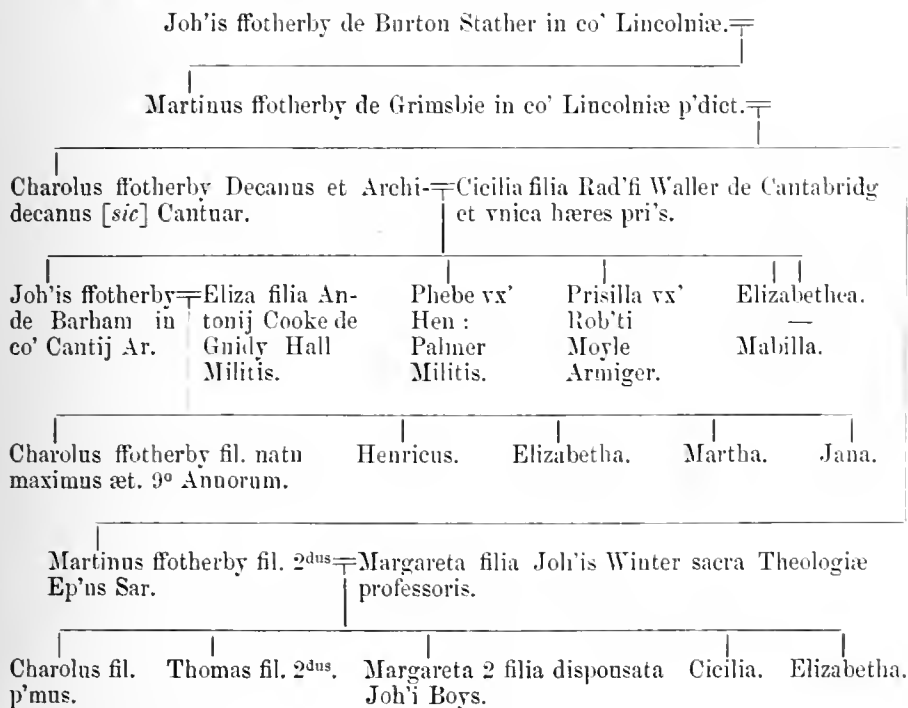 Joh'is ffotherby de Burton Stather in co' Lincolniæ.
Martinus ffotherby de Grimsbie in co' Lincolniæ p'dict.
Charolus ffotherby Decanus et Archi-
decanus [sic] Cantuar.
Cicilia filia Rad'fi Waller de Cantabridg
et vnica hæres pri's.
Joh'is ffotherby
de Barham in
co' Cantij Ar.
Eliza filia An-
tonij Cooke de
Guidy Hall
Militis.
Phebe vx'
Hen :
Palmer
Militis.
Prisilla vx'
Rob'ti
Moyle
Armiger.
Elizabethea.
—
Mabilla.
Charolus ffotherby fil. natu
maximus æt. 9º Annorum.
Henricus.
Elizabetha.
Martha.
Jana.
Martinus ffotherby fil. 2dus
Ep'us Sar.
Margareta filia Joh'is Winter sacra Theologiæ
professoris.
Charolus fil.
p'mus.
Thomas fil. 2dus.
Margareta 2 filia disponsata
Joh'i Boys.
Cicilia.
Elizabetha.